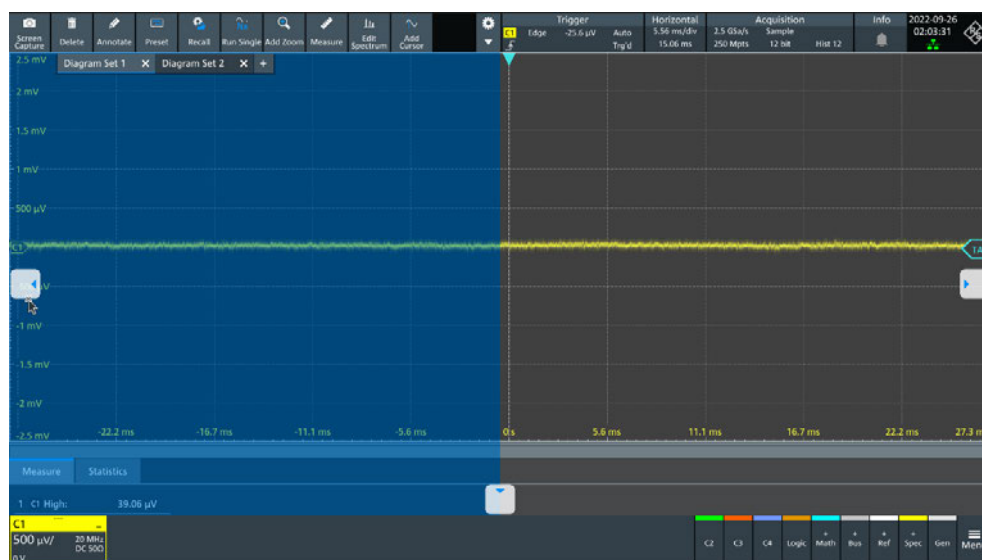 Screen Capture
Delete
Annotate
Preset
Recall
Run Single
Add Zoom
Measure
Edit Spectrum
Add Cursor
Trigger
C1 Edge -25.6 µV Auto
Trg'd
Horizontal
5.56 ms/div
15.06 ms
Acquisition
2.5 GSa/s Sample
250 Mpts 12 bit Hist 12
Info
2022-09-26
02:03:31
Diagram Set 1 X Diagram Set 2 X +
2.5 mV
2 mV
1.5 mV
1 mV
500 µV
C1
TA
-1 mV
-1.5 mV
-2 mV
-2.5 mV
-22.2 ms -16.7 ms -11.1 ms -5.6 ms 0 s 5.6 ms 11.1 ms 16.7 ms 22.2 ms 27.3 m
Measure Statistics
1 C1 High: 39.06 µV
C1
500 µV/ 20 MHz
DC 50Ω
0 V
C2 C3 C4 Logic + Math + Bus + Ref + Spec Gen Men